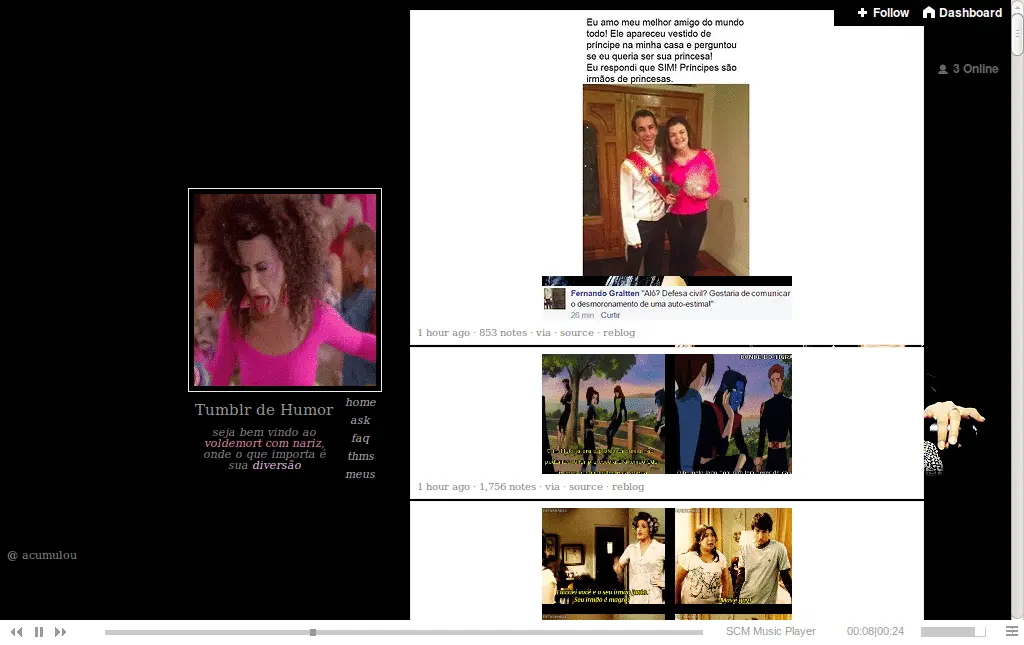 Follow
Dashboard
3 Online
Eu amo meu melhor amigo do mundo
todo! Ele apareceu vestido de
príncipe na minha casa e perguntou
se eu queria ser sua princesa!
Eu respondi que SIM! Príncipes são
irmãos de princesas.
Fernando Graltten "Alô? Defesa civil? Gostaria de comunicar
o desmoronamento de uma auto-estima!"
26 min Curtir
1 hour ago · 853 notes · via · source · reblog
1 hour ago · 1,756 notes · via · source · reblog
Tumblr de Humor
seja bem vindo ao
voldemort com nariz,
onde o que importa é
sua diversão
home
ask
faq
thms
meus
@ acumulou
Seu irmão é magro
SCM Music Player
00:08|00:24